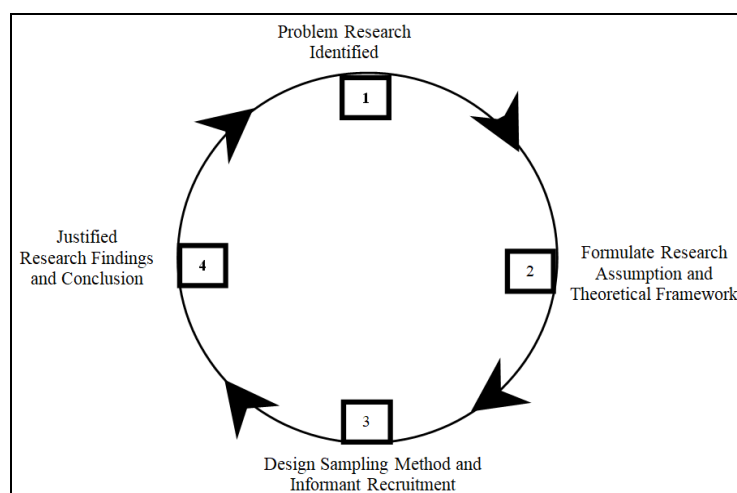 Problem Research
Identified
1
Formulate Research
Assumption and
Theoretical Framework
2
3
Design Sampling Method and
Informant Recruitment
Justified
Research Findings
and Conclusion
4